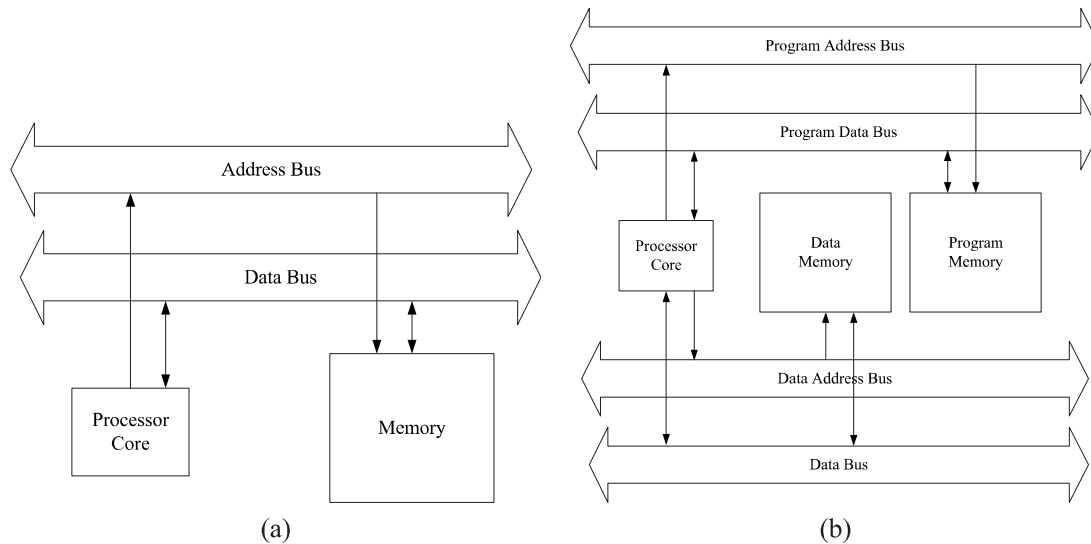 Address Bus
Data Bus
Processor
Core
Memory
(a)
Program Address Bus
Program Data Bus
Processor
Core
Data
Memory
Program
Memory
Data Address Bus
Data Bus
(b)